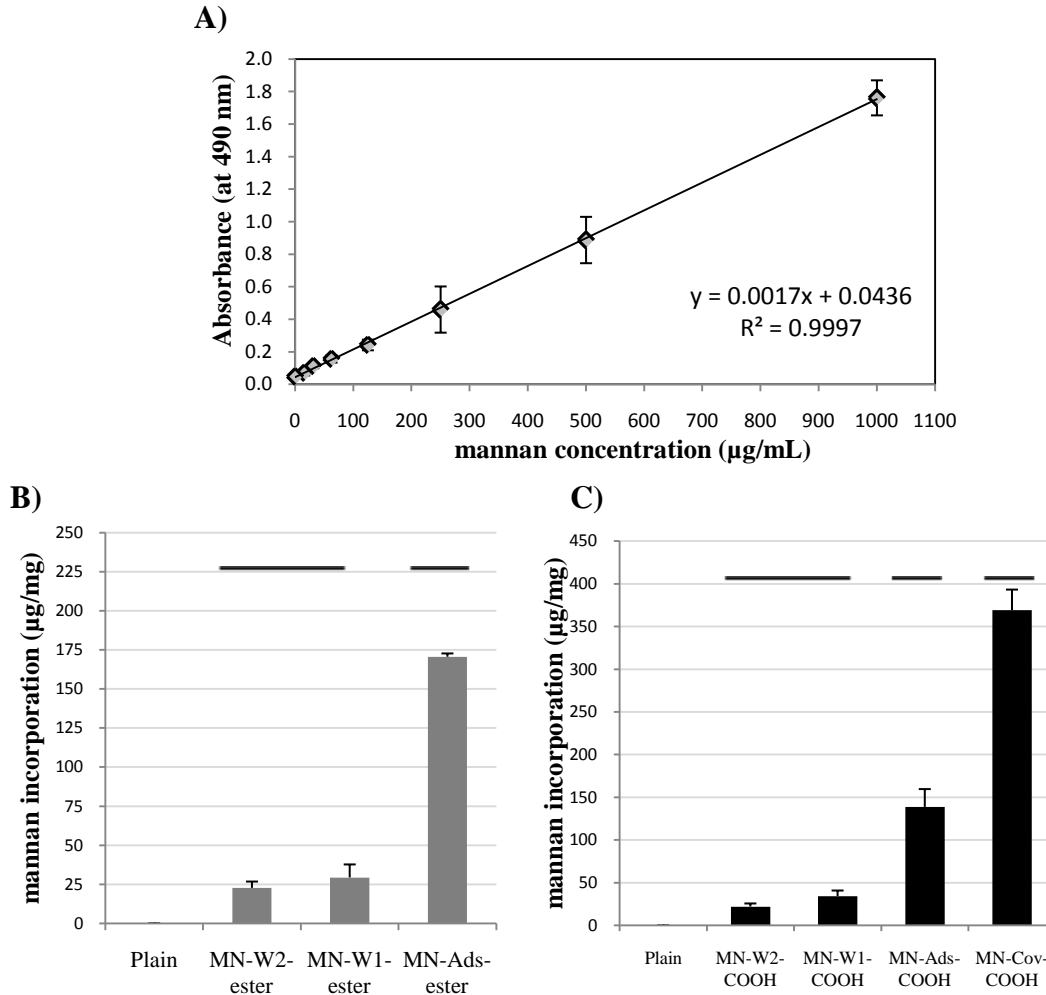 A)
Absorbance (at 490 nm)
2.0
1.8
1.6
1.4
1.2
1.0
0.8
0.6
0.4
0.2
0.0
y = 0.0017x + 0.0436
R² = 0.9997
0 100 200 300 400 500 600 700 800 900 1000 1100
mannan concentration (µg/mL)
B)
mannan incorporation (µg/mg)
250
225
200
175
150
125
100
75
50
25
0
Plain MN-W2- MN-W1- MN-Ads-
ester ester ester
C)
mannan incorporation (µg/mg)
450
400
350
300
250
200
150
100
50
0
Plain MN-W2- MN-W1- MN-Ads- MN-Cov-
COOH COOH COOH COOH